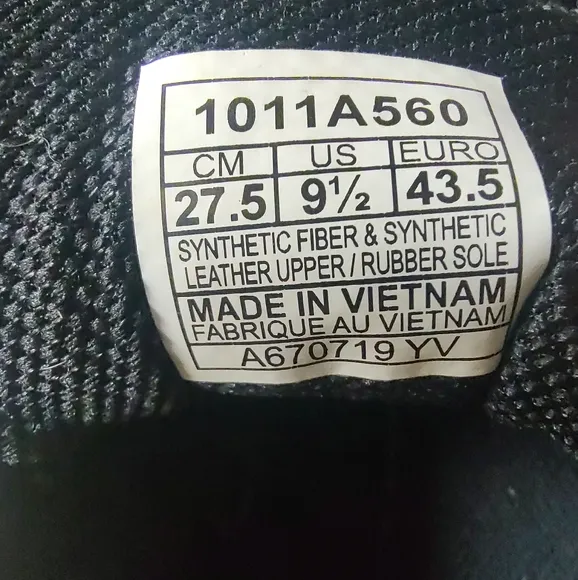 1011A560
CM US EURO
27.5 9½ 43.5
SYNTHETIC FIBER & SYNTHETIC
LEATHER UPPER / RUBBER SOLE
MADE IN VIETNAM
FABRIQUE AU VIETNAM
A670719 YV